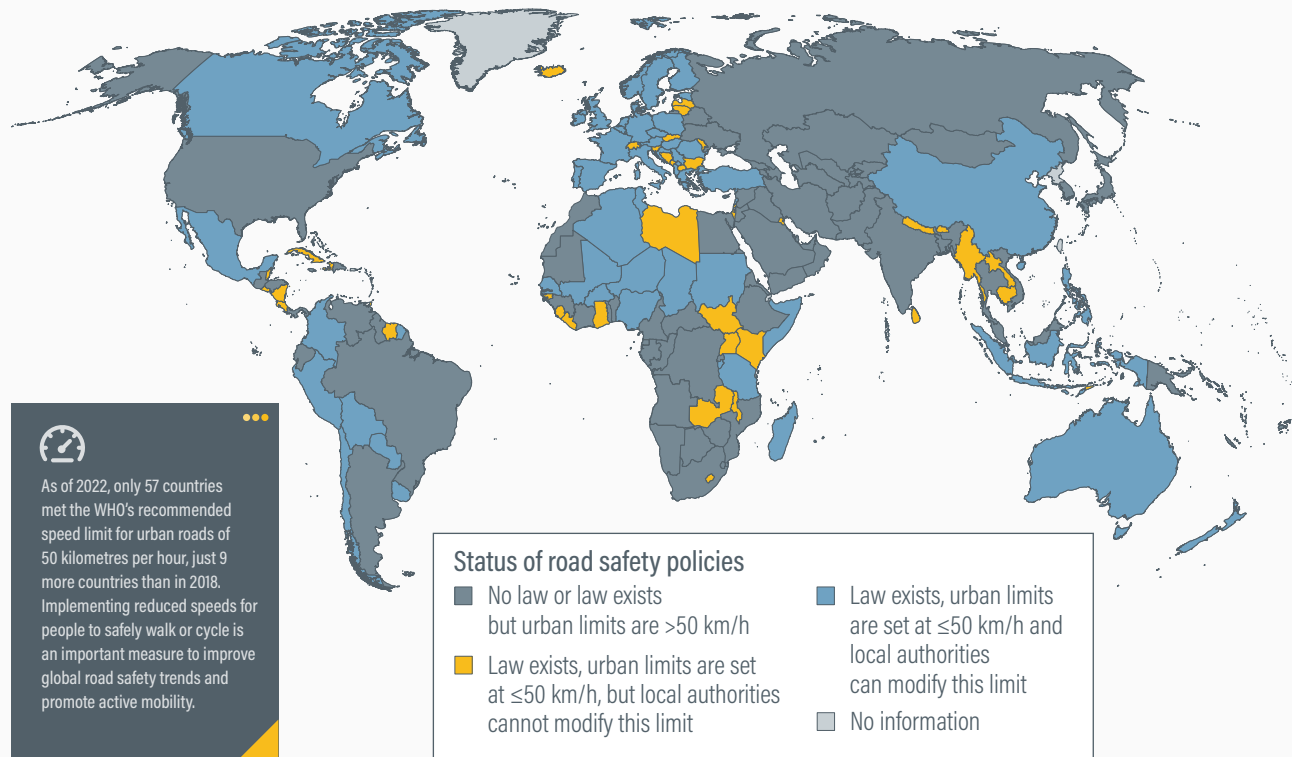 As of 2022, only 57 countries
met the WHO's recommended
speed limit for urban roads of
50 kilometres per hour, just 9
more countries than in 2018.
Implementing reduced speeds for
people to safely walk or cycle is
an important measure to improve
global road safety trends and
promote active mobility.
Status of road safety policies
No law or law exists
but urban limits are >50 km/h
Law exists, urban limits are set
at ≤50 km/h, but local authorities
cannot modify this limit
Law exists, urban limits
are set at ≤50 km/h and
local authorities
can modify this limit
No information